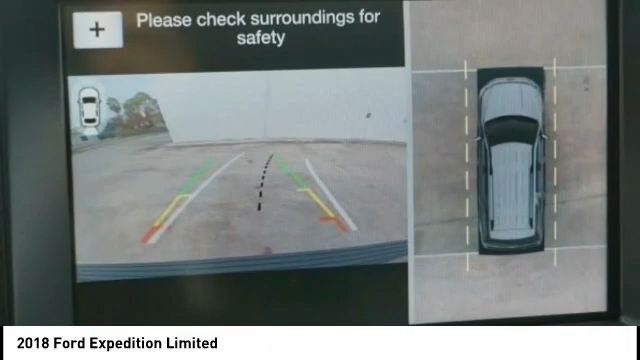 +
Please check surroundings for
safety
2018 Ford Expedition Limited